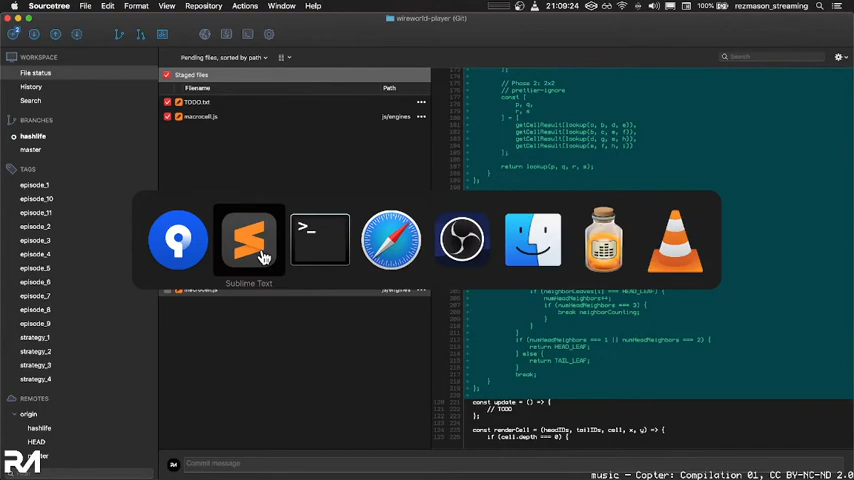 Sourcetree File Edit View Repository Actions Window Help 21:09:24 100% rezmason_streaming
wireworld-player (Git)
2
Pending files, sorted by path
Search
WORKSPACE
File status
History
Search
BRANCHES
hashlife
master
TAGS
episode_1
episode_10
episode_11
episode_2
episode_3
episode_4
episode_5
episode_6
episode_7
episode_8
episode_9
strategy_1
strategy_2
strategy_3
strategy_4
REMOTES
origin
hashlife
HEAD
master
Staged files
Filename Path
TODO.txt
macrocell.js js/engines
macrocell.js js/engines
];
// Phase 2: 2x2
// prettier-ignore
const [
p, q,
r, s
] = [
getCellResult(lookup(a, b, d, e)),
getCellResult(lookup(b, c, e, f)),
getCellResult(lookup(d, e, g, h)),
getCellResult(lookup(e, f, h, i))
];
return lookup(p, q, r, s);
}
};
>_
Sublime Text
numHeadNeighbors++;
if (numHeadNeighbors === 3) {
break neighborCounting;
}
}
if (numHeadNeighbors === 1 || numHeadNeighbors === 2) {
return HEAD_LEAF;
} else {
return TAIL_LEAF;
}
break;
}
};
const update = () => {
// TODO
};
const renderCell = (headIDs, tailIDs, cell, x, y) => {
if (cell.depth === 0) {
Commit message
music - Copter: Compilation 01, CC BY-NC-ND 2.0